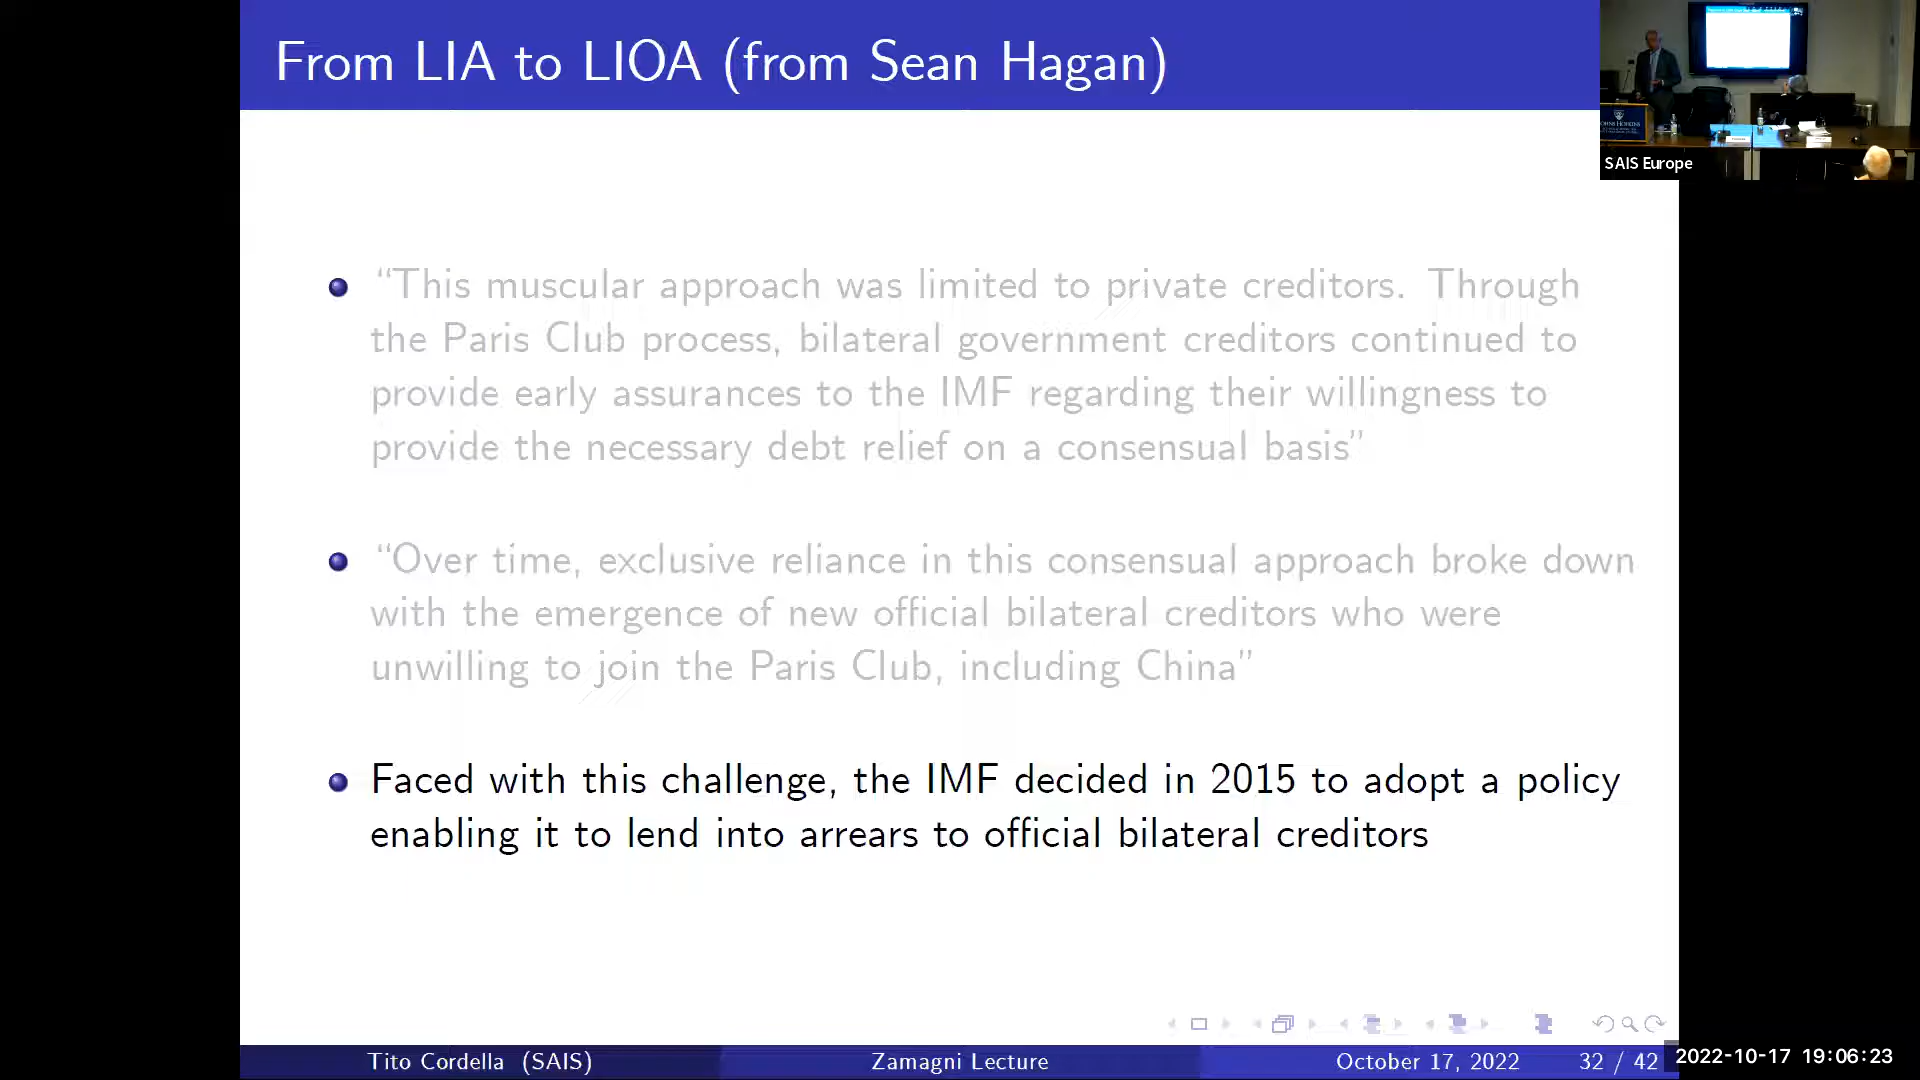 From LIA to LIOA (from Sean Hagan)
JOHNS HOPKINS
SAIS Europe
“This muscular approach was limited to private creditors. Through
the Paris Club process, bilateral government creditors continued to
provide early assurances to the IMF regarding their willingness to
provide the necessary debt relief on a consensual basis”
“Over time, exclusive reliance in this consensual approach broke down
with the emergence of new official bilateral creditors who were
unwilling to join the Paris Club, including China”
Faced with this challenge, the IMF decided in 2015 to adopt a policy
enabling it to lend into arrears to official bilateral creditors
Tito Cordella (SAIS) Zamagni Lecture October 17, 2022 32 / 42
2022-10-17 19:06:23